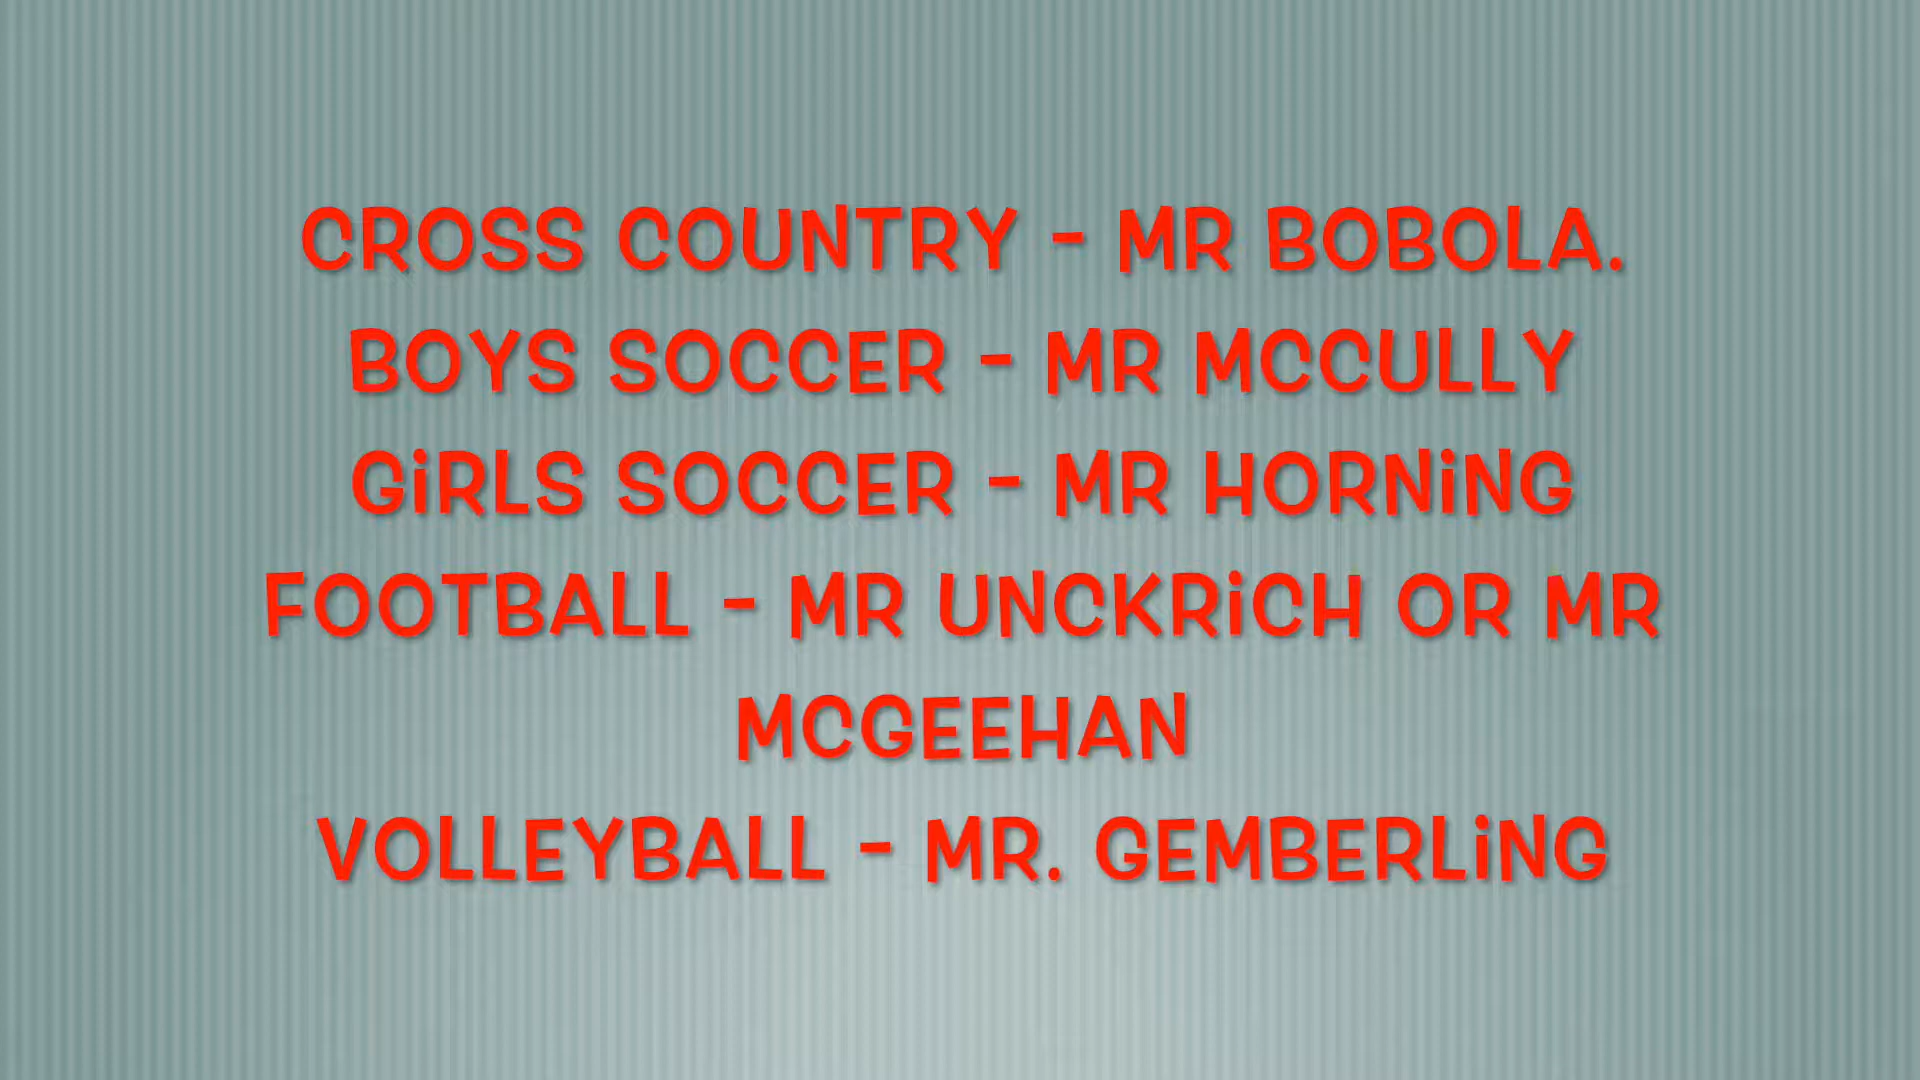 CROSS COUNTRY - MR BOBOLA.
BOYS SOCCER - MR MCCULLY
GiRLS SOCCER - MR HORNiNG
FOOTBALL - MR UNCKRiCH OR MR
MCGEEHAN
VOLLEYBALL - MR. GEMBERLiNG